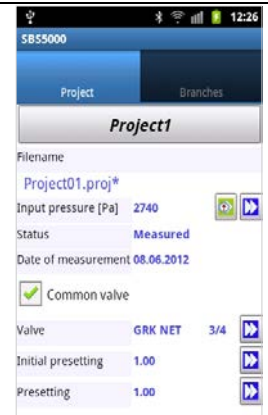 12:26
SBS5000
Project Branches
Project1
Filename
Project01.proj*
Input pressure [Pa] 2740
Status Measured
Date of measurement 08.06.2012
Common valve
Valve GRK NET 3/4
Initial presetting 1.00
Presetting 1.00